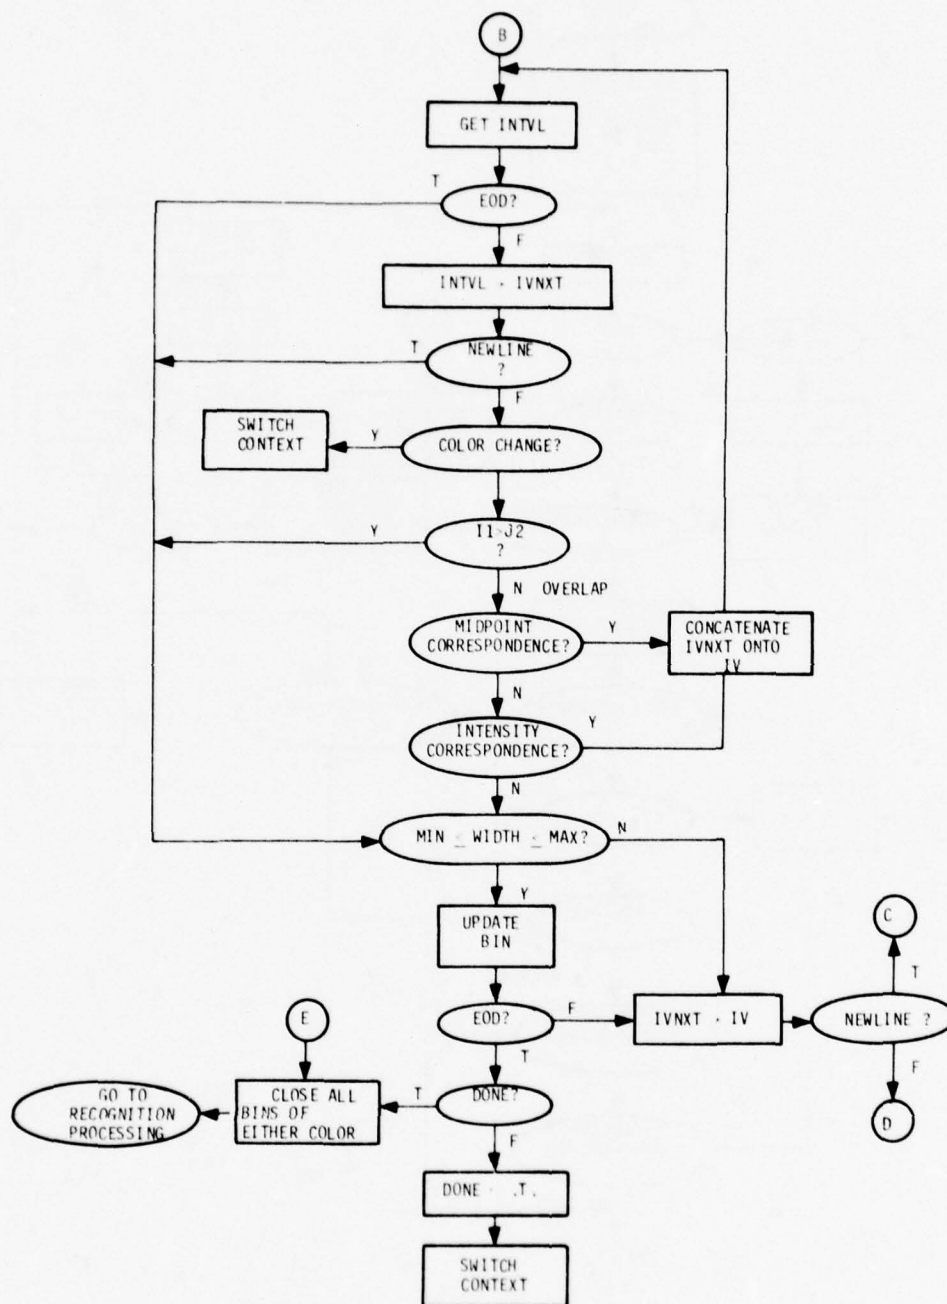 B
GET INTVL
T
EOD?
F
INTVL - IVNXT
T
NEWLINE
?
F
SWITCH
CONTEXT
Y
COLOR CHANGE?
Y
I1>J2
?
N OVERLAP
MIDPOINT
CORRESPONDENCE?
Y
CONCATENATE
IVNXT ONTO
IV
N
INTENSITY
CORRESPONDENCE?
Y
N
MIN ≤ WIDTH ≤ MAX?
N
Y
UPDATE
BIN
C
T
E
EOD?
F
IVNXT - IV
NEWLINE ?
T
F
GO TO
RECOGNITION
PROCESSING
CLOSE ALL
BINS OF
EITHER COLOR
T
DONE?
D
F
DONE - .T.
SWITCH
CONTEXT